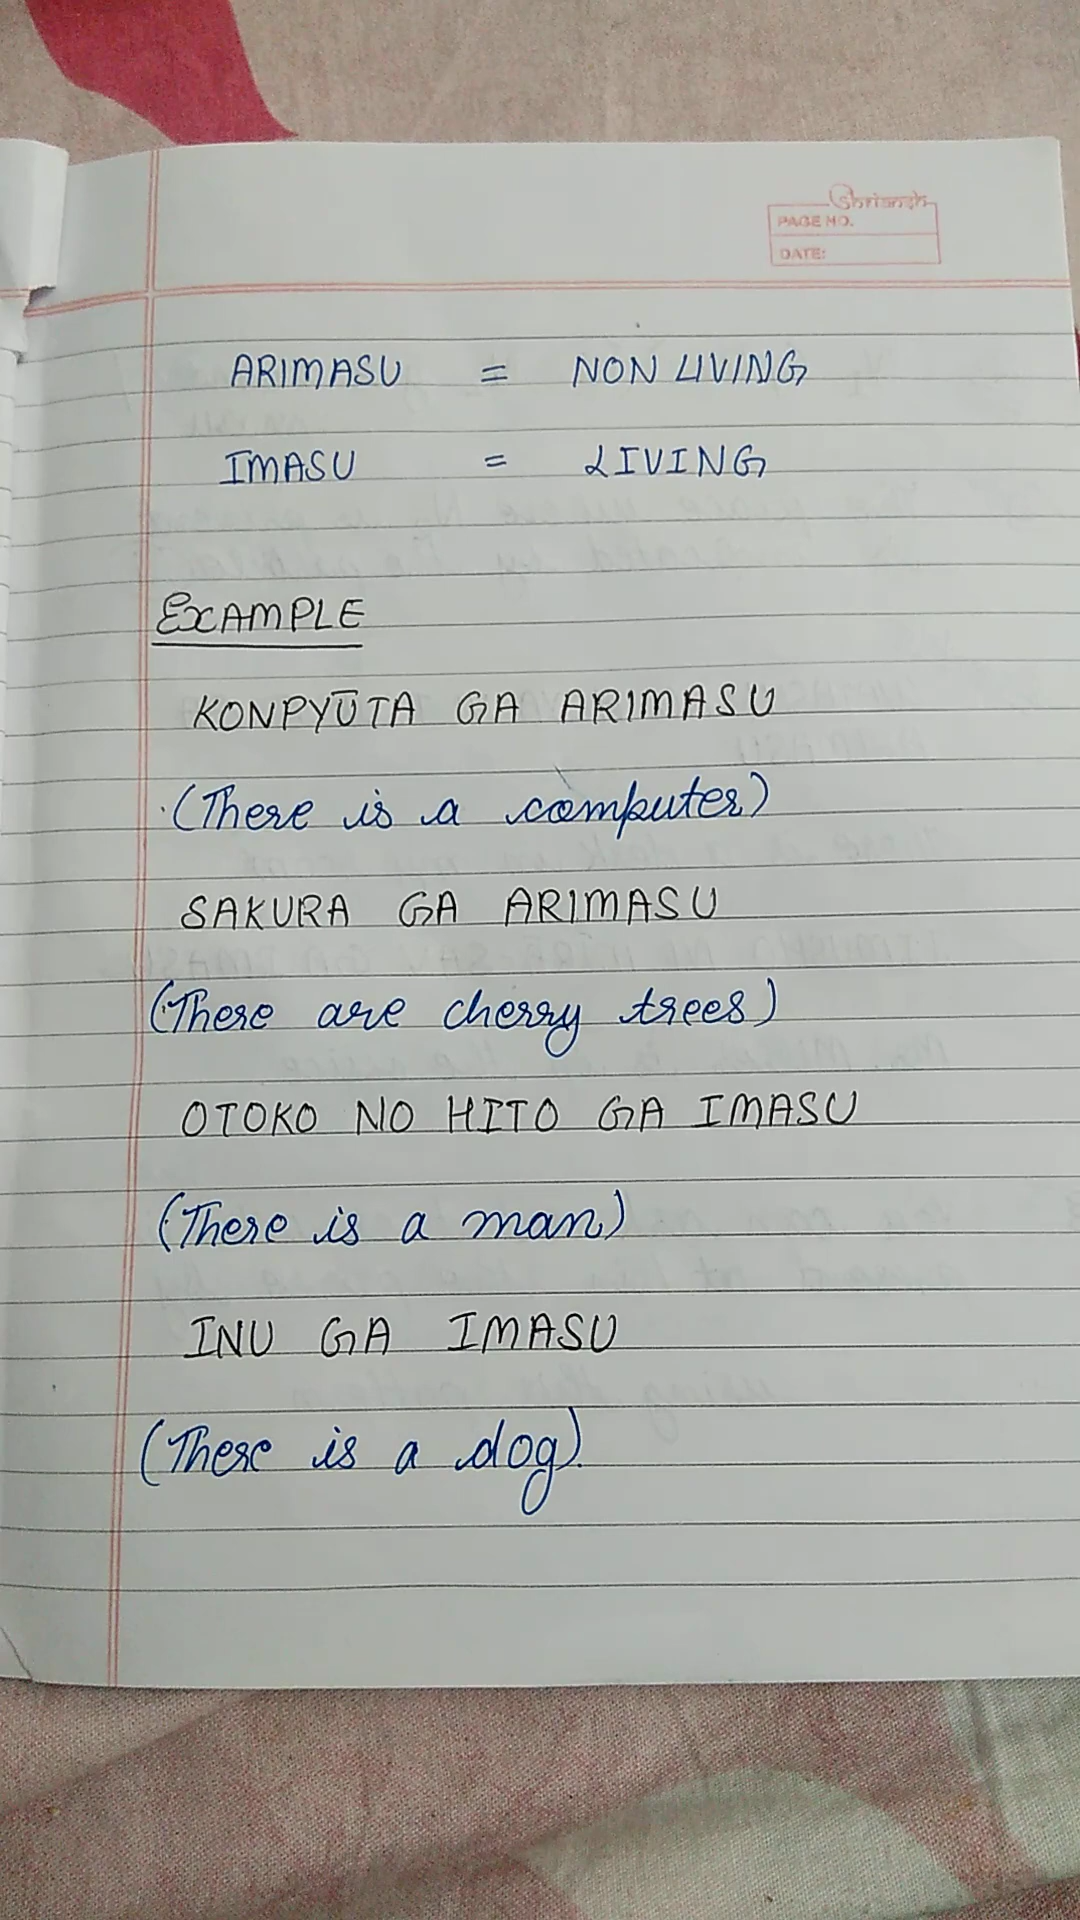 Shriansh
PAGE NO.
DATE:
ARIMASU = NON LIVING
IMASU = LIVING
EXAMPLE
KONPYŪTA GA ARIMASU
(There is a computer)
SAKURA GA ARIMASU
(There are cherry trees)
OTOKO NO HITO GA IMASU
(There is a man)
INU GA IMASU
(There is a dog).